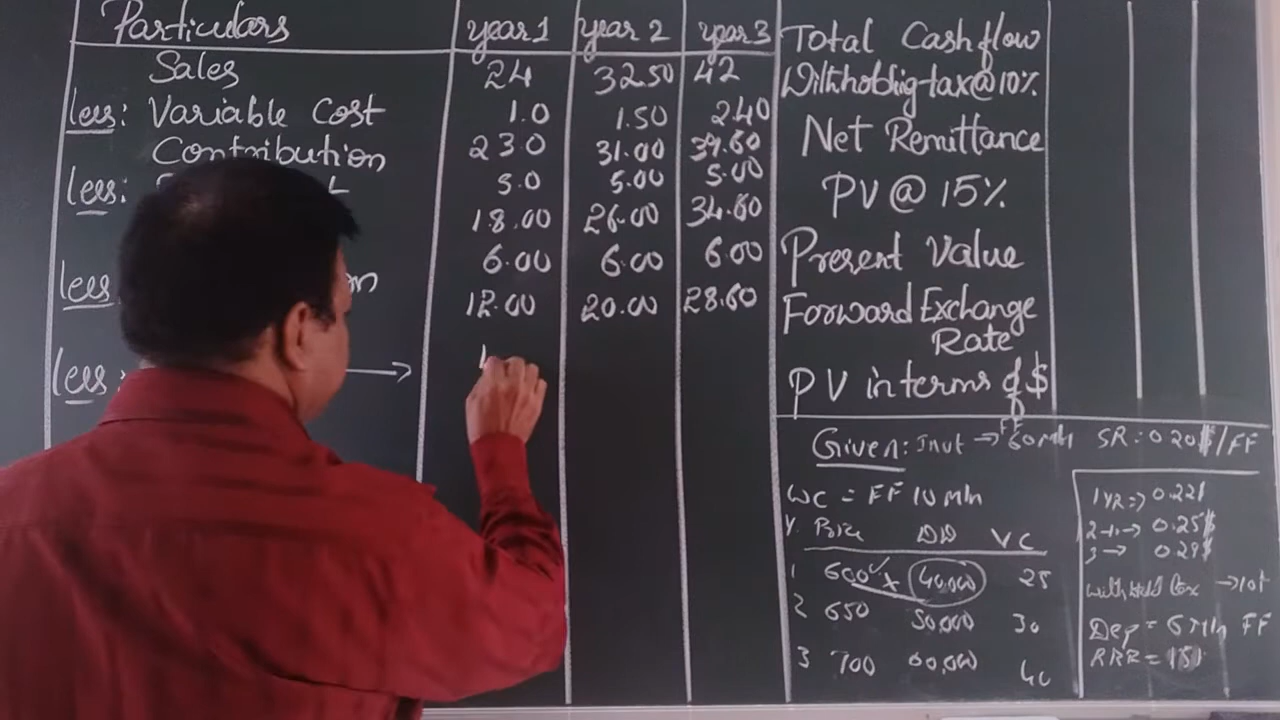 Particulars year 1 year 2 year 3
Sales 24 32.50 42
less: Variable Cost 1.0 1.50 2.40
Contribution 23.0 31.00 39.60
less: 5.0 5.00 5.00
18.00 26.00 34.60
less 6.00 6.00 6.00
12.00 20.00 28.60
less:
Total Cashflow
Withholding tax @ 10%
Net Remittance
PV @ 15%
Present Value
Forward Exchange
Rate
PV in terms of $
Given: Invt → FF 60 mln SR = 0.20$/FF
WC = FF 10 mln
Y. Price DD VC
1 600 x 40,000 25
2 650 50,000 30
3 700 60,000 40
1 YR => 0.22$
2 → 0.25$
3 → 0.29$
withhold tax → 10%
Dep = 6 mln FF
RRR = 15%